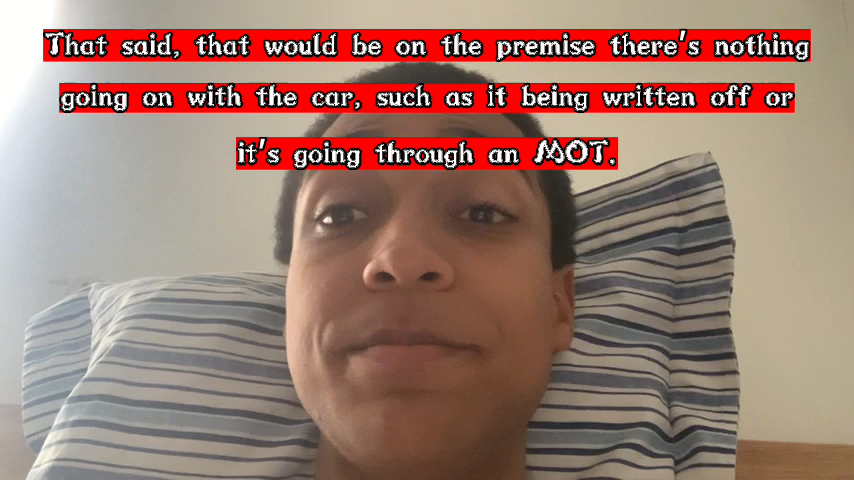 That said, that would be on the premise there's nothing
going on with the car, such as it being written off or
it's going through an MOT.